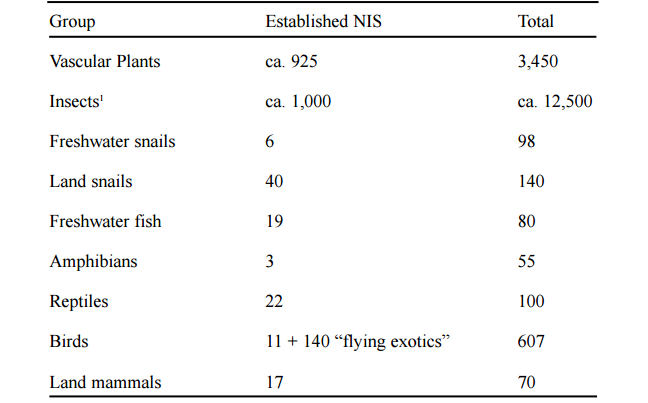 Group Established NIS Total
Vascular Plants ca. 925 3,450
Insects¹ ca. 1,000 ca. 12,500
Freshwater snails 6 98
Land snails 40 140
Freshwater fish 19 80
Amphibians 3 55
Reptiles 22 100
Birds 11 + 140 “flying exotics” 607
Land mammals 17 70